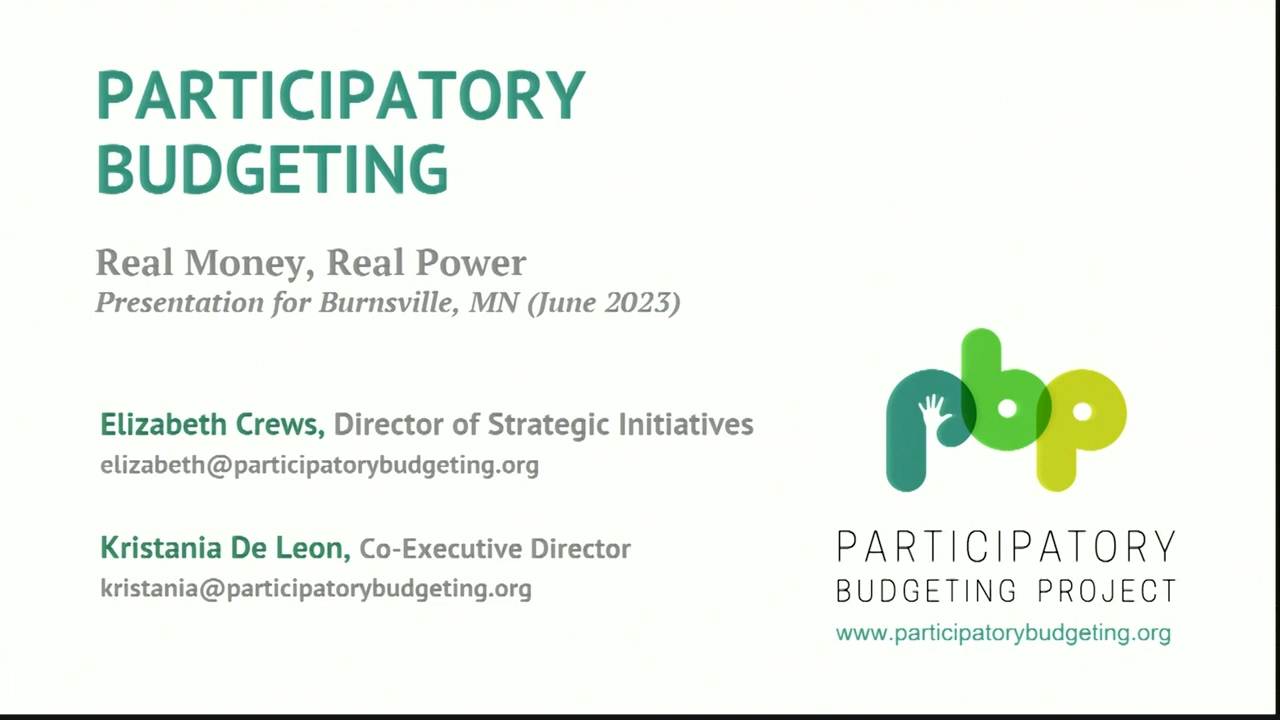 PARTICIPATORY
BUDGETING
Real Money, Real Power
Presentation for Burnsville, MN (June 2023)
Elizabeth Crews, Director of Strategic Initiatives
elizabeth@participatorybudgeting.org
Kristania De Leon, Co-Executive Director
kristania@participatorybudgeting.org
pbp
PARTICIPATORY
BUDGETING PROJECT
www.participatorybudgeting.org